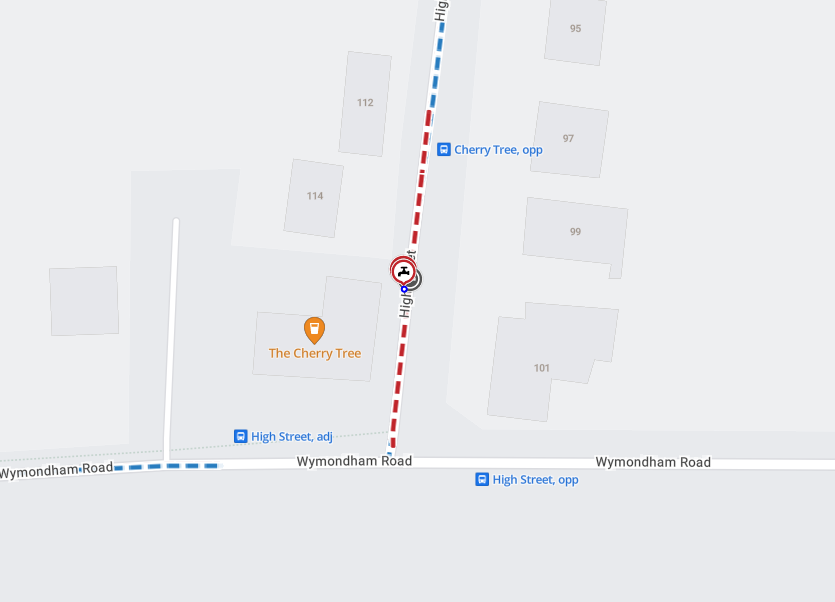 Hig
95
112
97
Cherry Tree, opp
114
99
High
et
The Cherry Tree
101
High Street, adj
Wymondham Road
Wymondham Road
Wymondham Road
High Street, opp